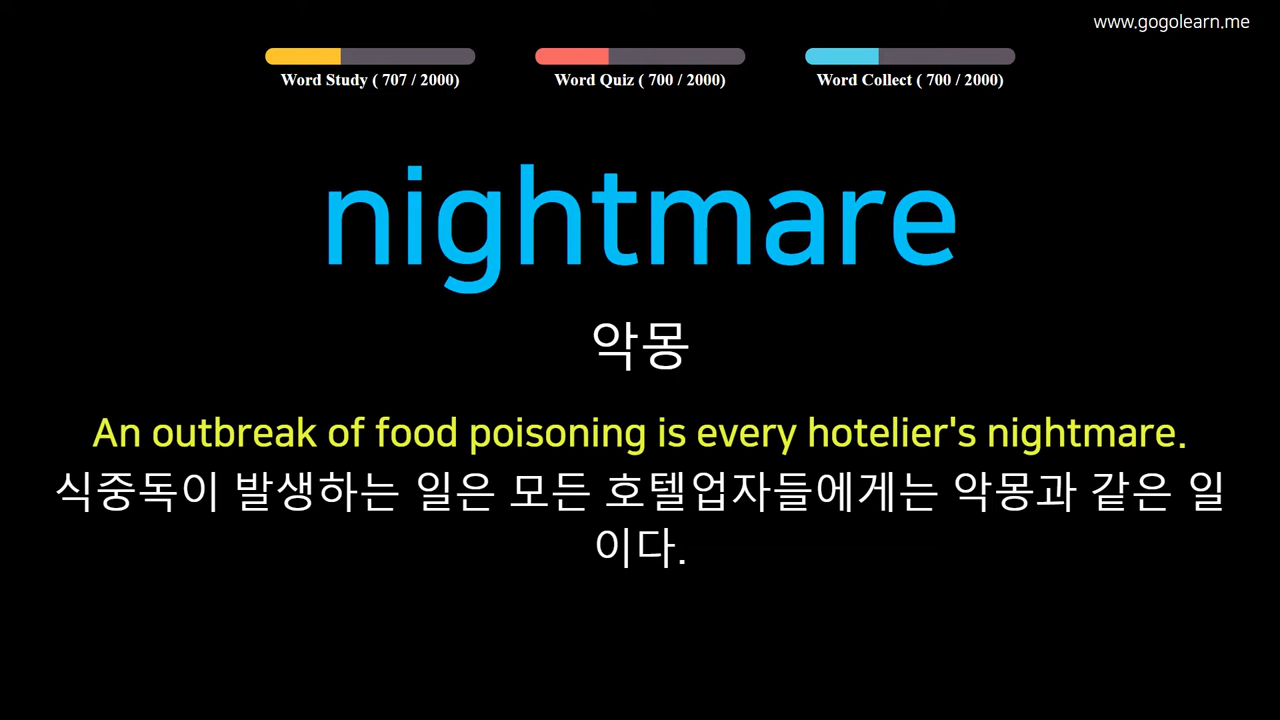 www.gogolearn.me
Word Study ( 707 / 2000)
Word Quiz ( 700 / 2000)
Word Collect ( 700 / 2000)
nightmare
악몽
An outbreak of food poisoning is every hotelier's nightmare.
식중독이 발생하는 일은 모든 호텔업자들에게는 악몽과 같은 일
이다.